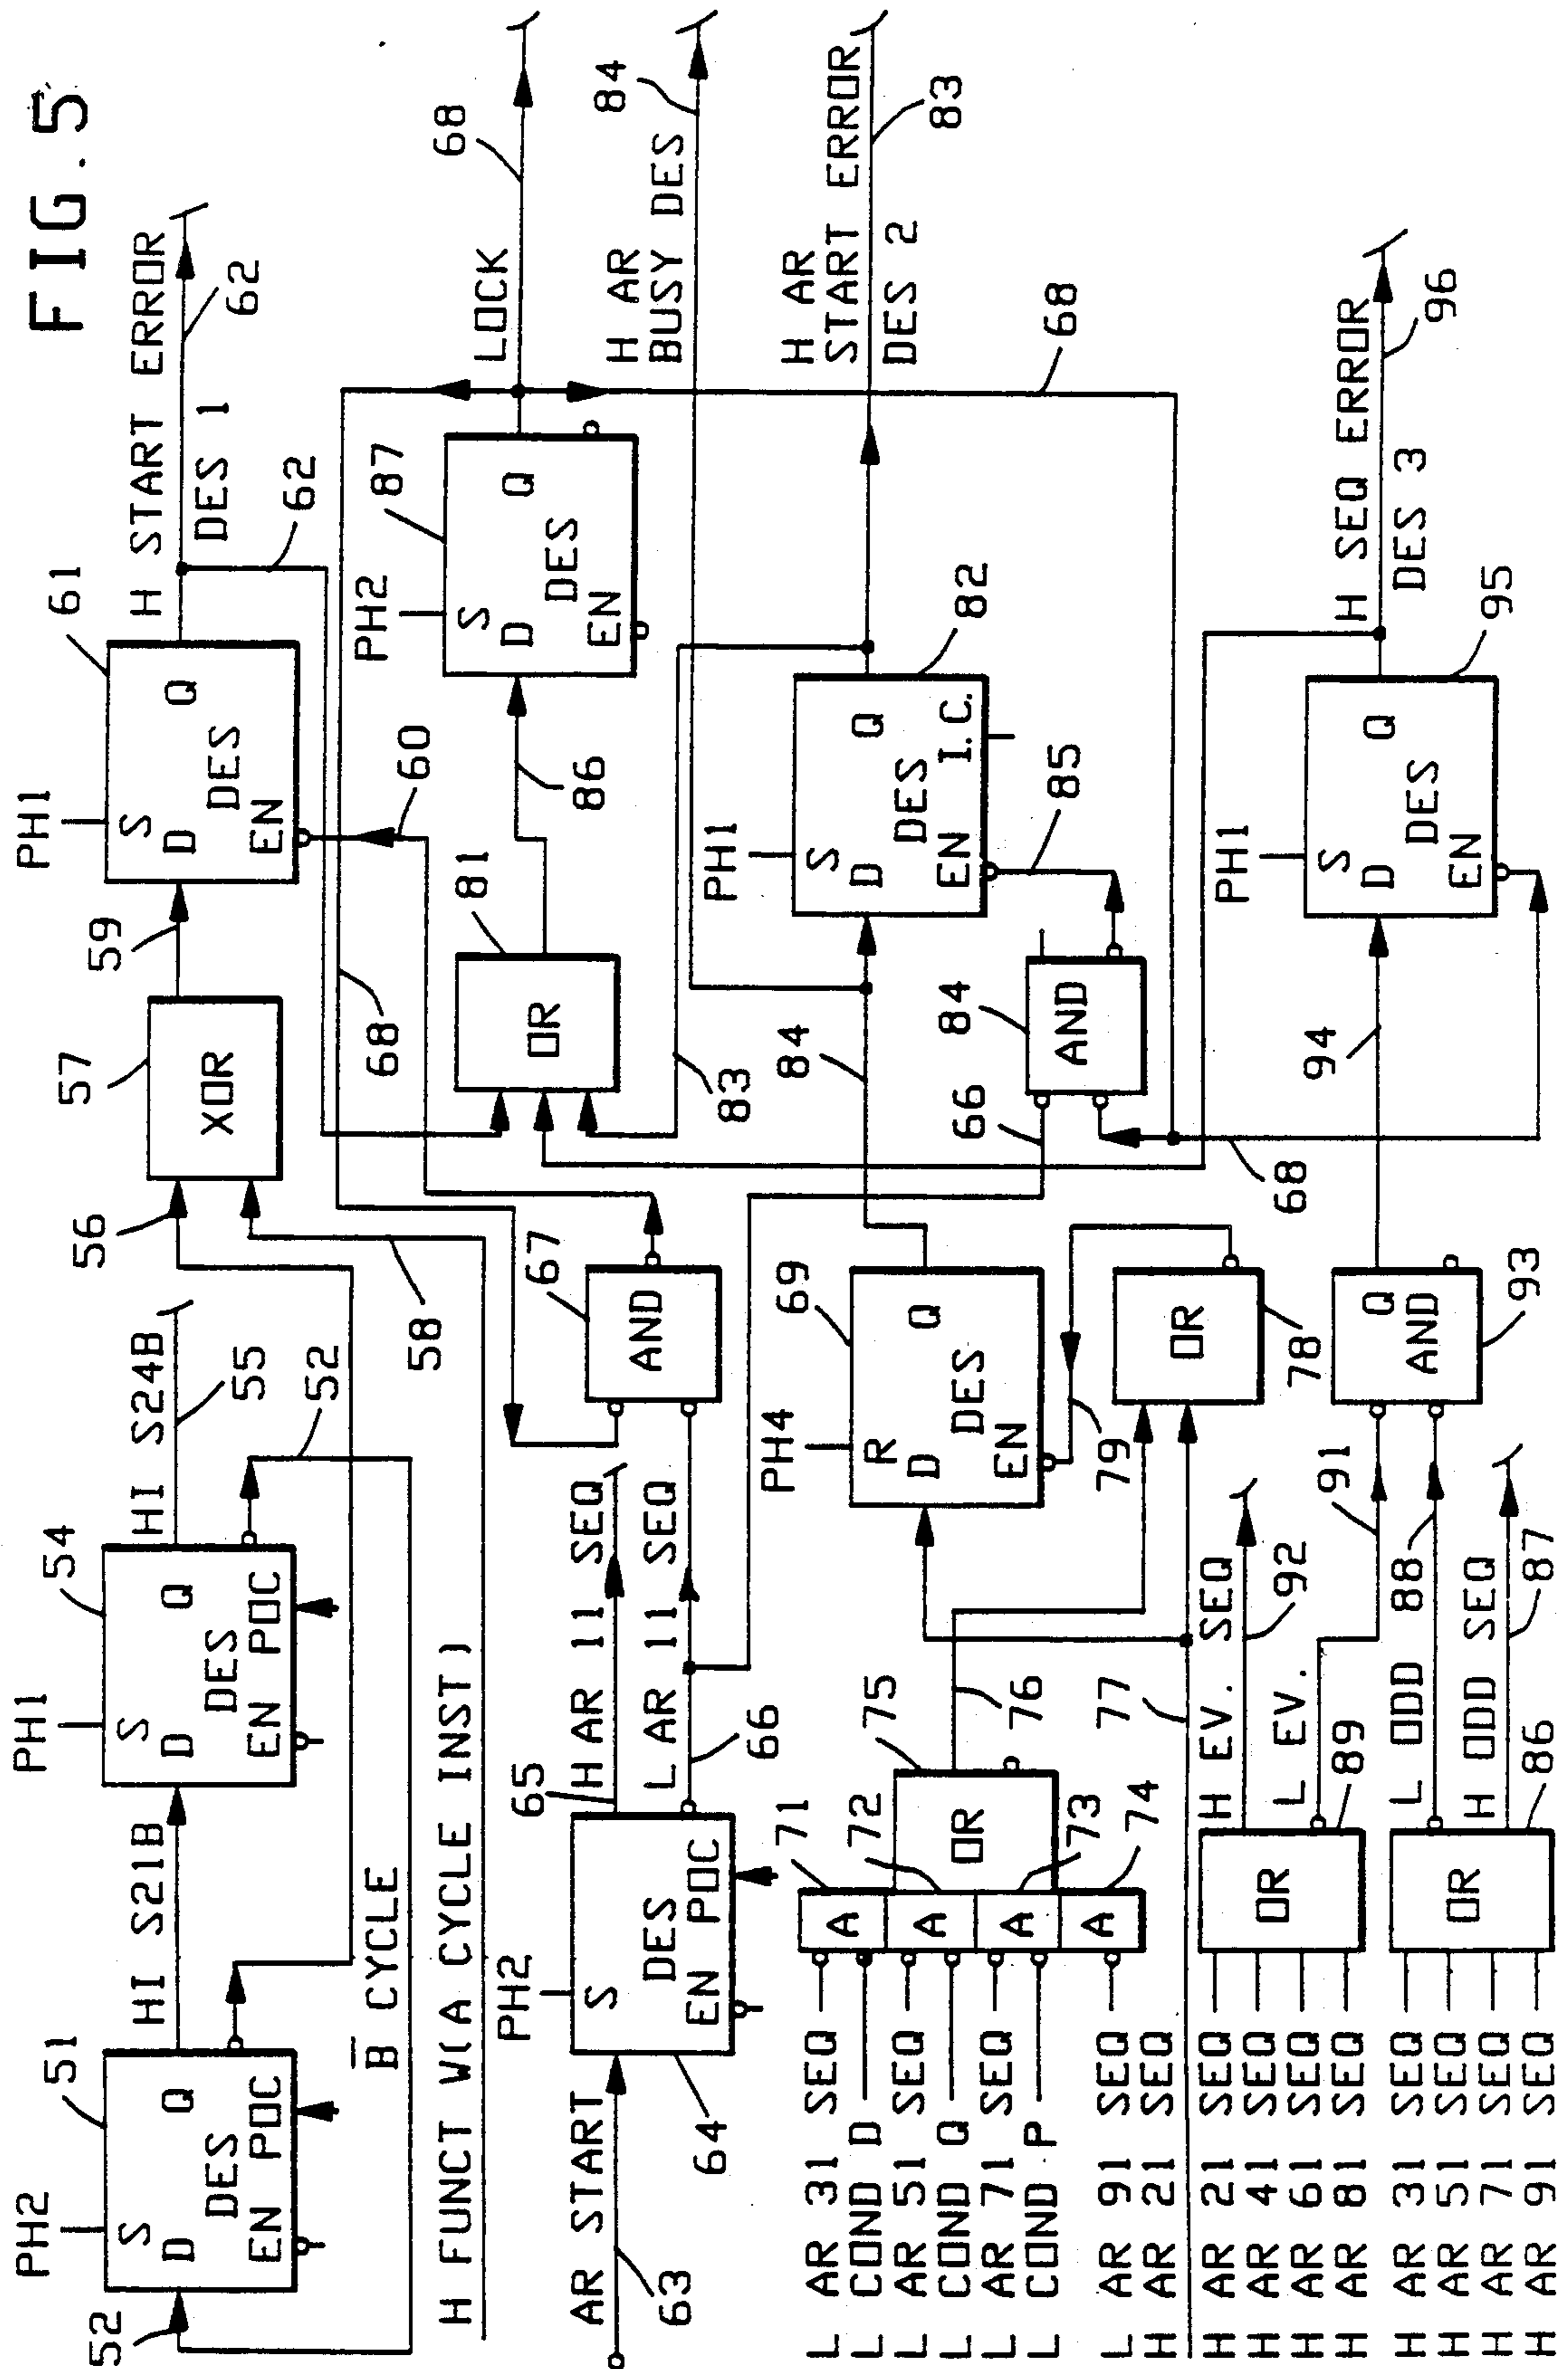 FIG. 5
PH2
51
S
D
Q
DES
EN
POC
52
HI S21B
PH1
54
S
D
Q
DES
EN
POC
HI S24B
55
52
B̅ CYCLE
56
57
XOR
58
59
PH1
61
S
D
Q
DES
EN
60
H START ERROR
DES 1
62
62
H FUNCT W(A CYCLE INST)
AR START
63
PH2
64
S
DES
EN
POC
65
H AR 11 SEQ
L AR 11 SEQ
66
67
AND
68
81
OR
86
PH2
87
S
D
Q
DES
EN
LOCK
68
H AR
BUSY DES
84
L AR 31 SEQ
L COND D
L AR 51 SEQ
L COND Q
L AR 71 SEQ
L COND P
L AR 91 SEQ
H AR 21 SEQ
71
72
73
74
A
A
A
A
75
OR
76
77
PH4
69
R
D
Q
DES
EN
79
OR
78
84
83
66
84
AND
85
PH1
82
S
D
Q
DES
EN
I.C.
H AR
START ERROR
DES 2
83
68
68
H AR 21 SEQ
H AR 41 SEQ
H AR 61 SEQ
H AR 81 SEQ
OR
89
H EV. SEQ
92
L EV.
91
H AR 31 SEQ
H AR 51 SEQ
H AR 71 SEQ
H AR 91 SEQ
OR
86
L ODD
88
H ODD SEQ
87
Q
AND
93
94
PH1
95
S
D
Q
DES
EN
H SEQ ERROR
DES 3
96